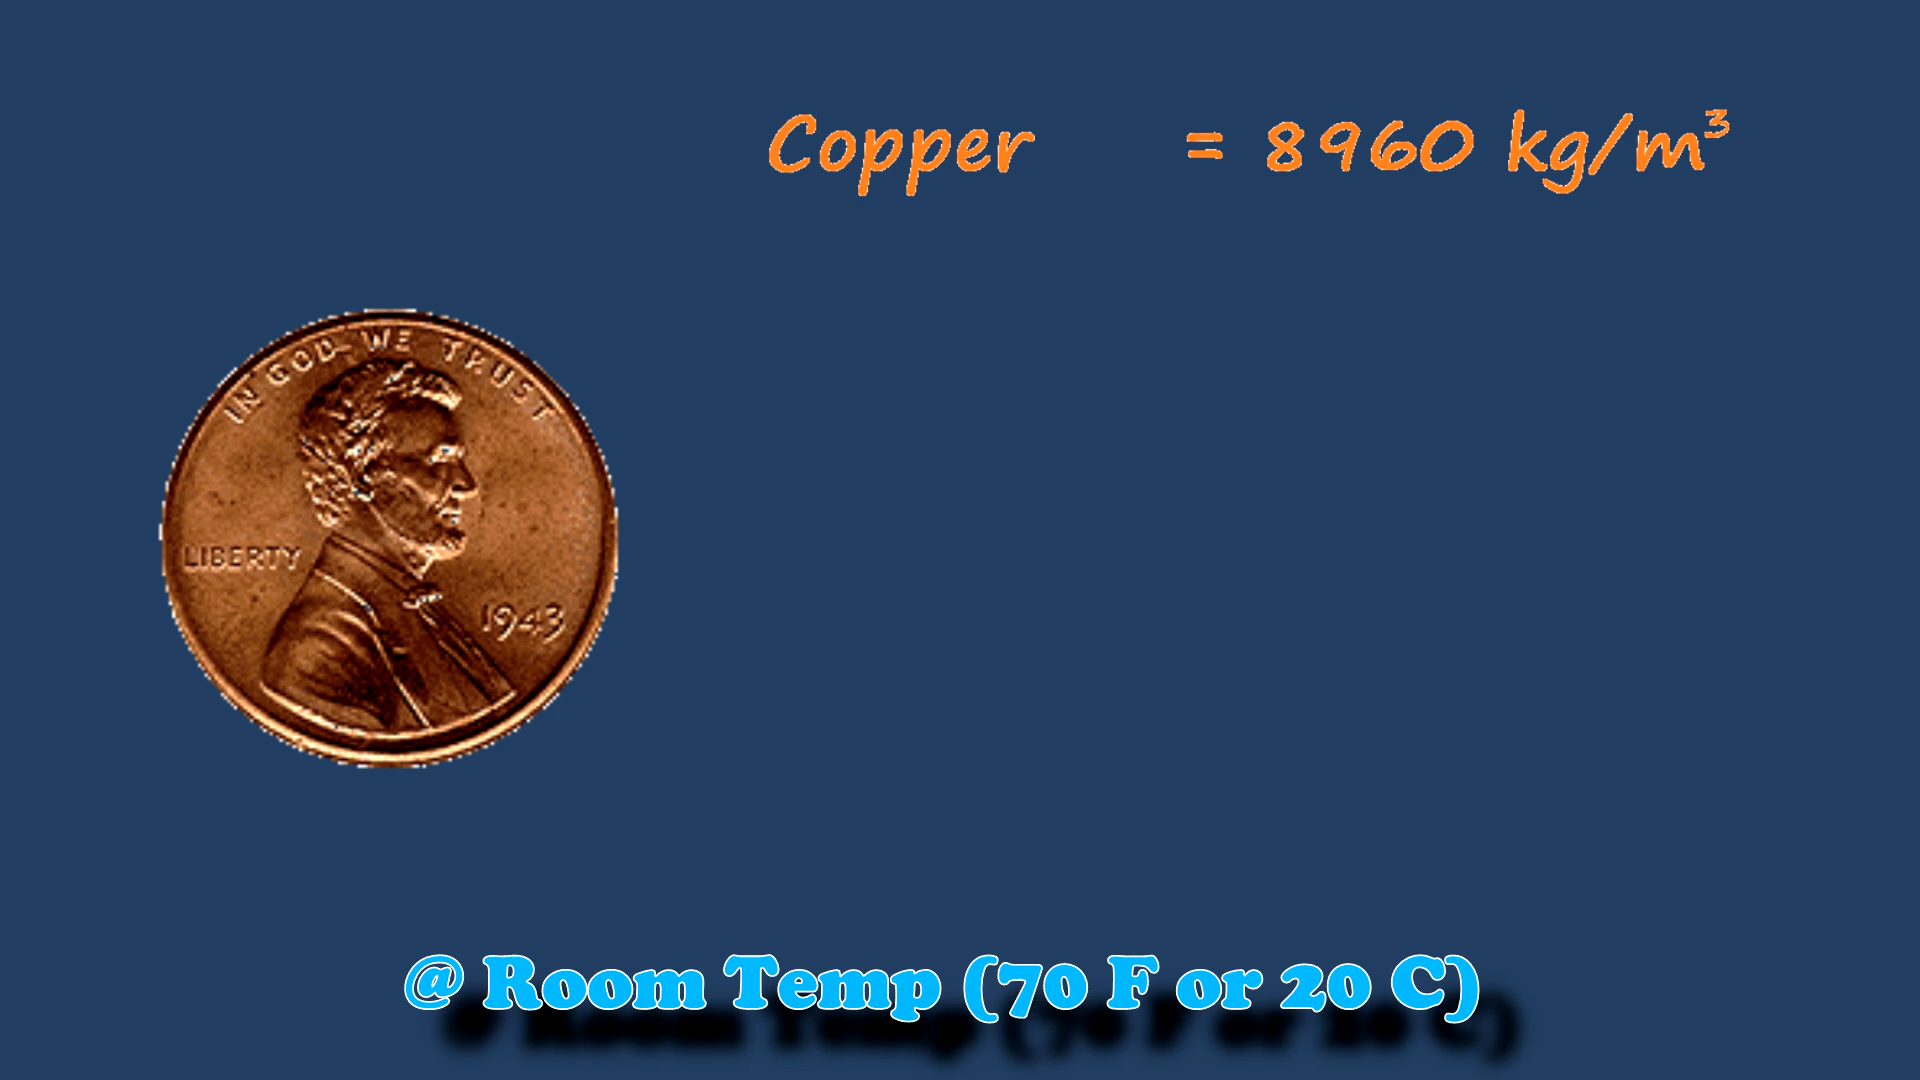 Copper = 8960 kg/m³
IN GOD WE TRUST
LIBERTY
1943
@ Room Temp (70 F or 20 C)